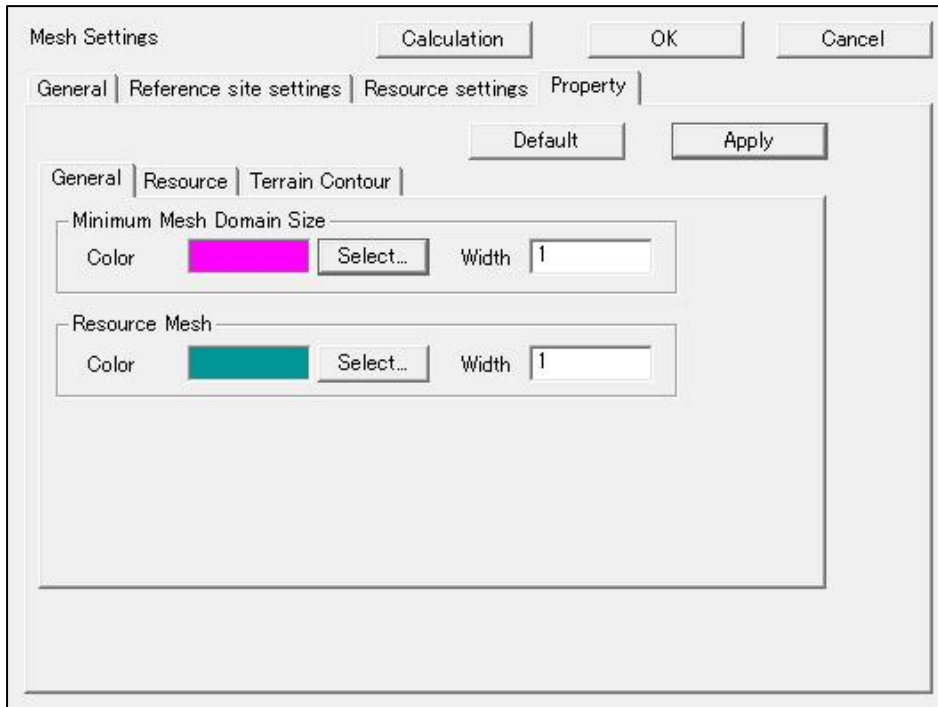 Mesh Settings Calculation OK Cancel
General Reference site settings Resource settings Property
Default Apply
General Resource Terrain Contour
Minimum Mesh Domain Size
Color Select... Width 1
Resource Mesh
Color Select... Width 1